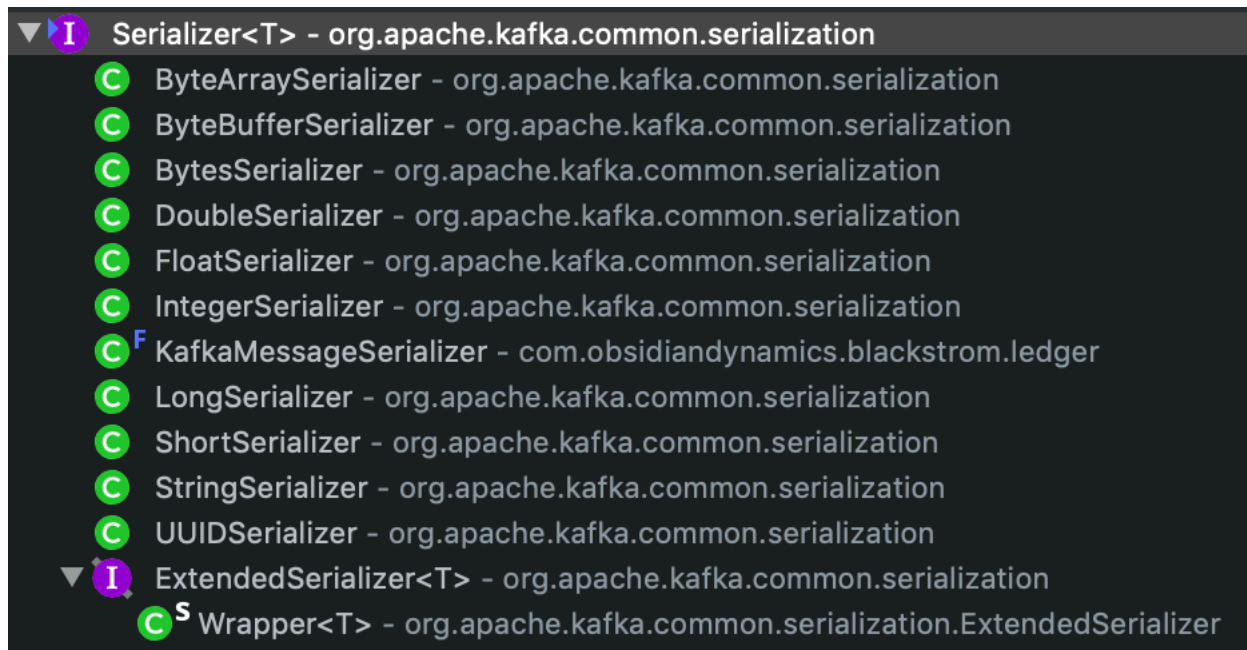 I Serializer<T> - org.apache.kafka.common.serialization
C ByteArraySerializer - org.apache.kafka.common.serialization
C ByteBufferSerializer - org.apache.kafka.common.serialization
C BytesSerializer - org.apache.kafka.common.serialization
C DoubleSerializer - org.apache.kafka.common.serialization
C FloatSerializer - org.apache.kafka.common.serialization
C IntegerSerializer - org.apache.kafka.common.serialization
C F KafkaMessageSerializer - com.obsidiandynamics.blackstrom.ledger
C LongSerializer - org.apache.kafka.common.serialization
C ShortSerializer - org.apache.kafka.common.serialization
C StringSerializer - org.apache.kafka.common.serialization
C UUIDSerializer - org.apache.kafka.common.serialization
I ExtendedSerializer<T> - org.apache.kafka.common.serialization
C S Wrapper<T> - org.apache.kafka.common.serialization.ExtendedSerializer